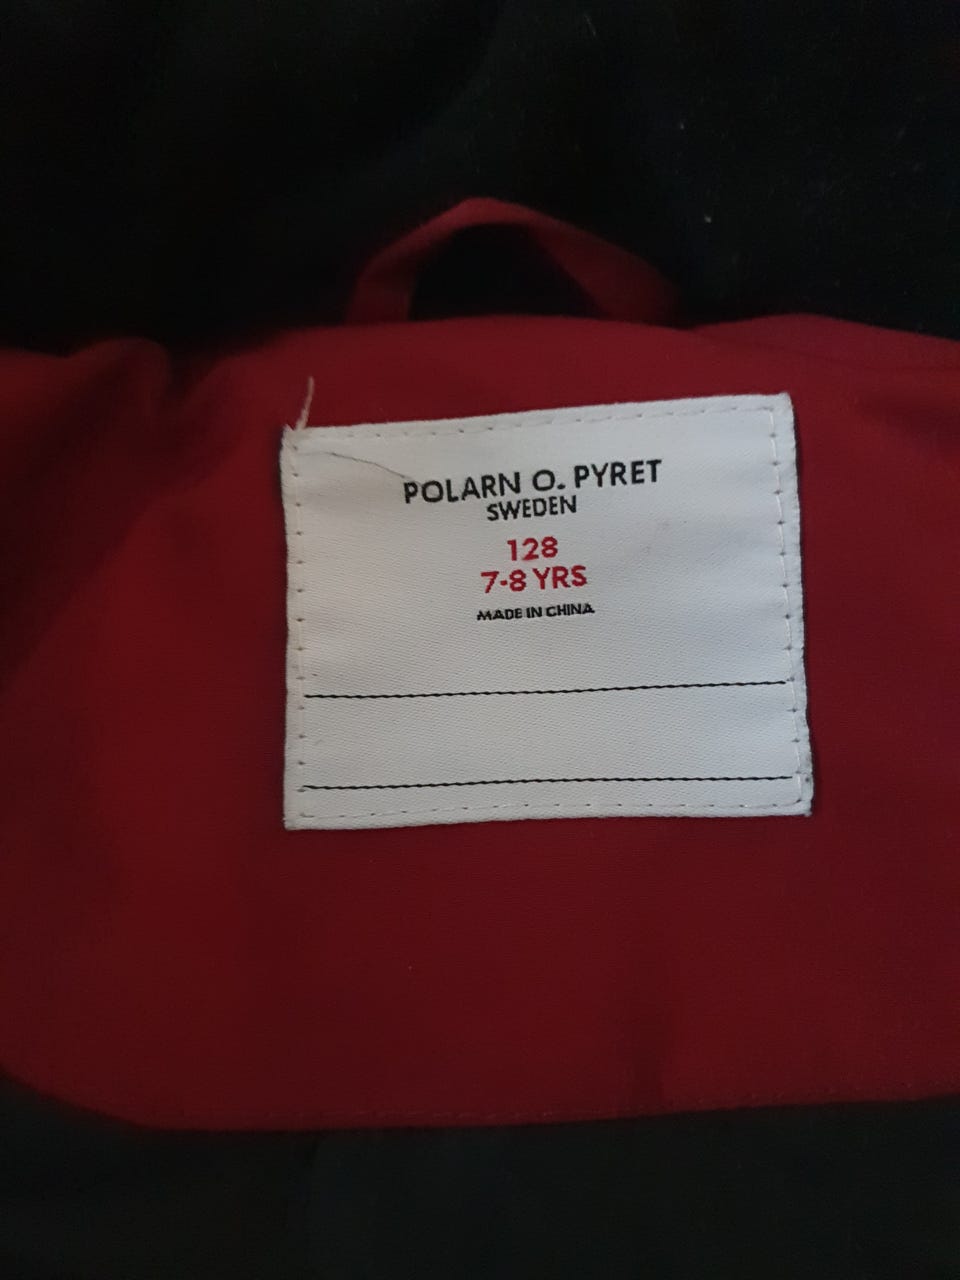 POLARN O. PYRET
SWEDEN
128
7-8 YRS
MADE IN CHINA